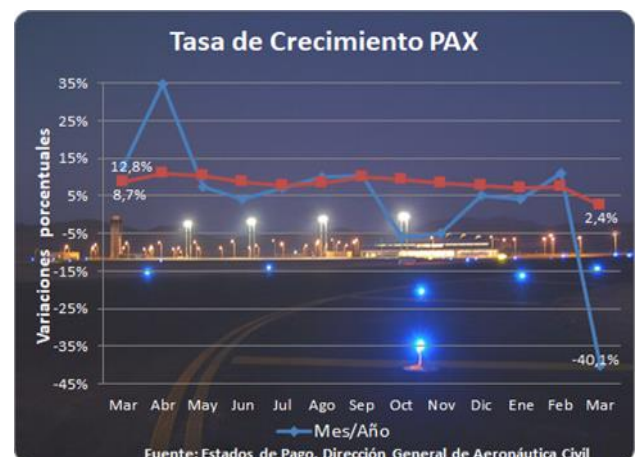 Tasa de Crecimiento PAX
Variaciones porcentuales
35%
25%
15%
5%
-5%
-15%
-25%
-35%
-45%
12,8%
8,7%
2,4%
-40,1%
Mar Abr May Jun Jul Ago Sep Oct Nov Dic Ene Feb Mar
Mes/Año
Fuente: Estados de Pago, Dirección General de Aeronáutica Civil